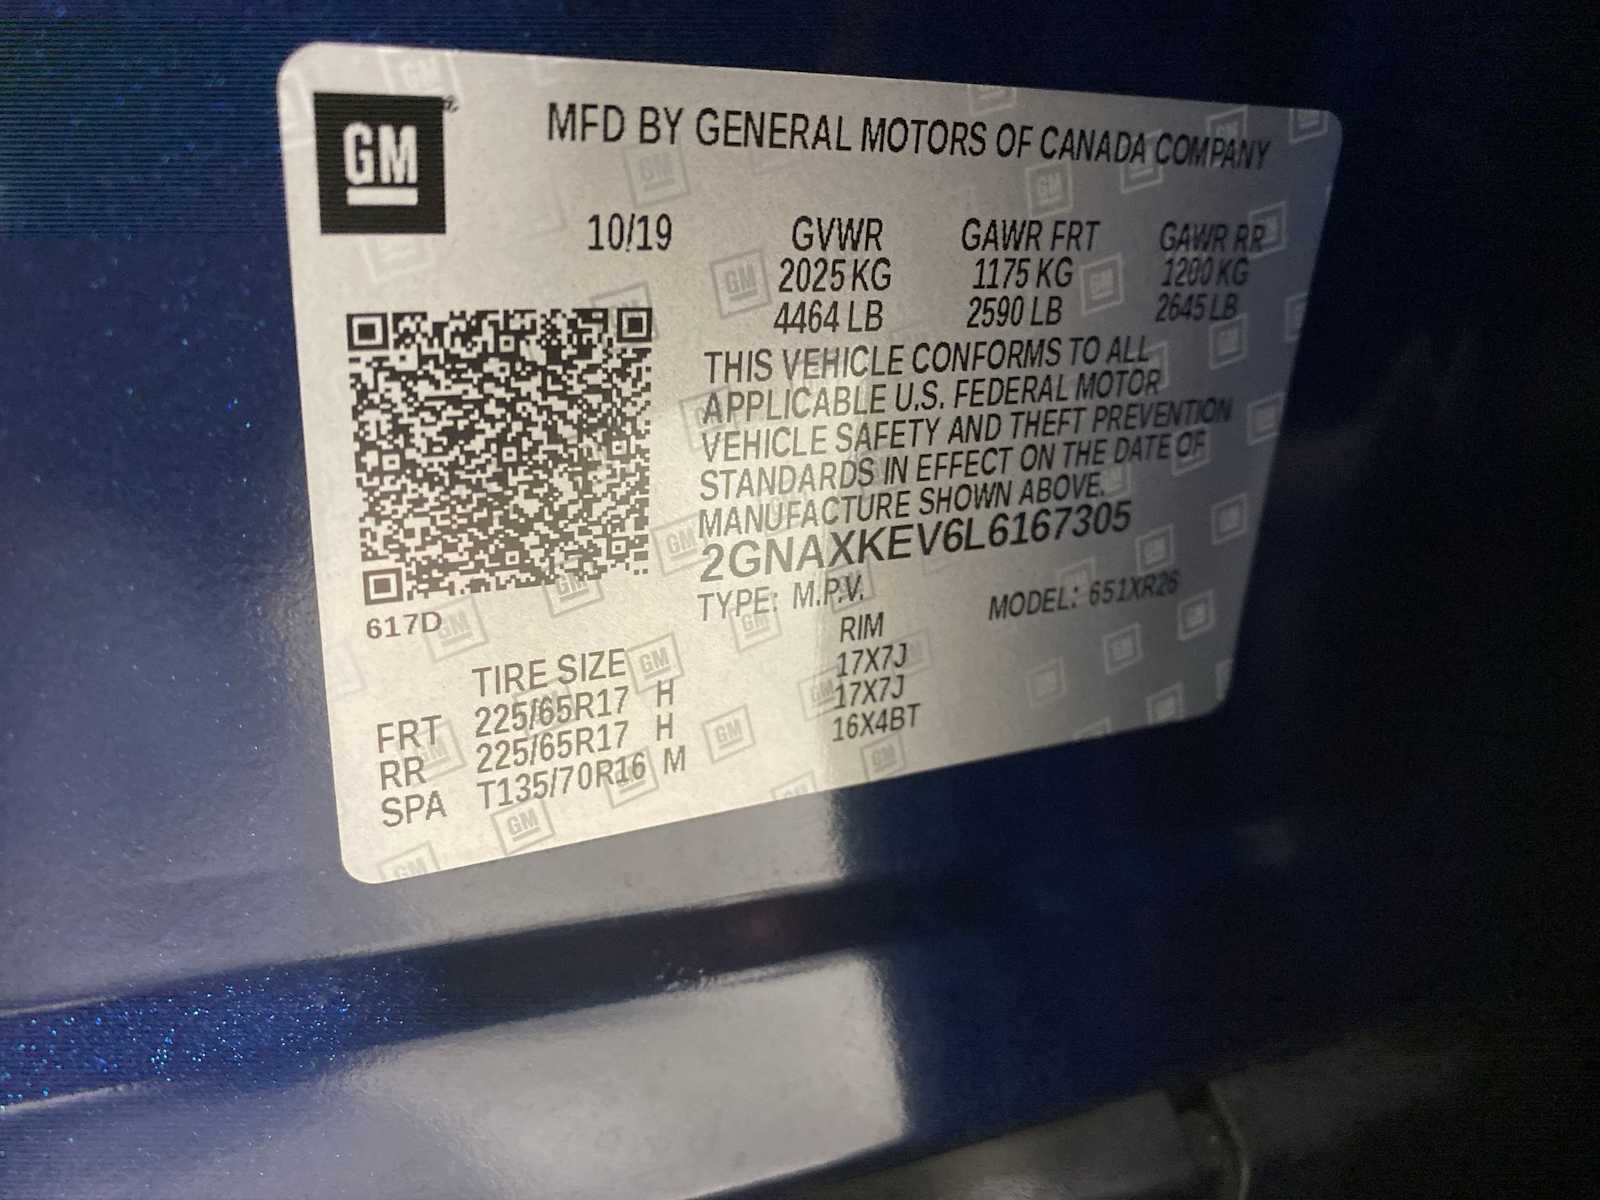 GM
MFD BY GENERAL MOTORS OF CANADA COMPANY
10/19 GVWR GAWR FRT GAWR RR
2025 KG 1175 KG 1200 KG
4464 LB 2590 LB 2645 LB
THIS VEHICLE CONFORMS TO ALL
APPLICABLE U.S. FEDERAL MOTOR
VEHICLE SAFETY AND THEFT PREVENTION
STANDARDS IN EFFECT ON THE DATE OF
MANUFACTURE SHOWN ABOVE.
2GNAXKEV6L6167305
TYPE: M.P.V. MODEL: 651XR26
617D
TIRE SIZE RIM
FRT 225/65R17 H 17X7J
RR 225/65R17 H 17X7J
SPA T135/70R16 M 16X4BT